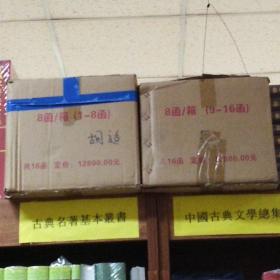 8函/箱 (1-8函)
胡适
共16函 定价: 12800.00元
8函/箱 (9-16函)
共16函 定价: 12800.00元
古典名著基本叢書
中國古典文學總集